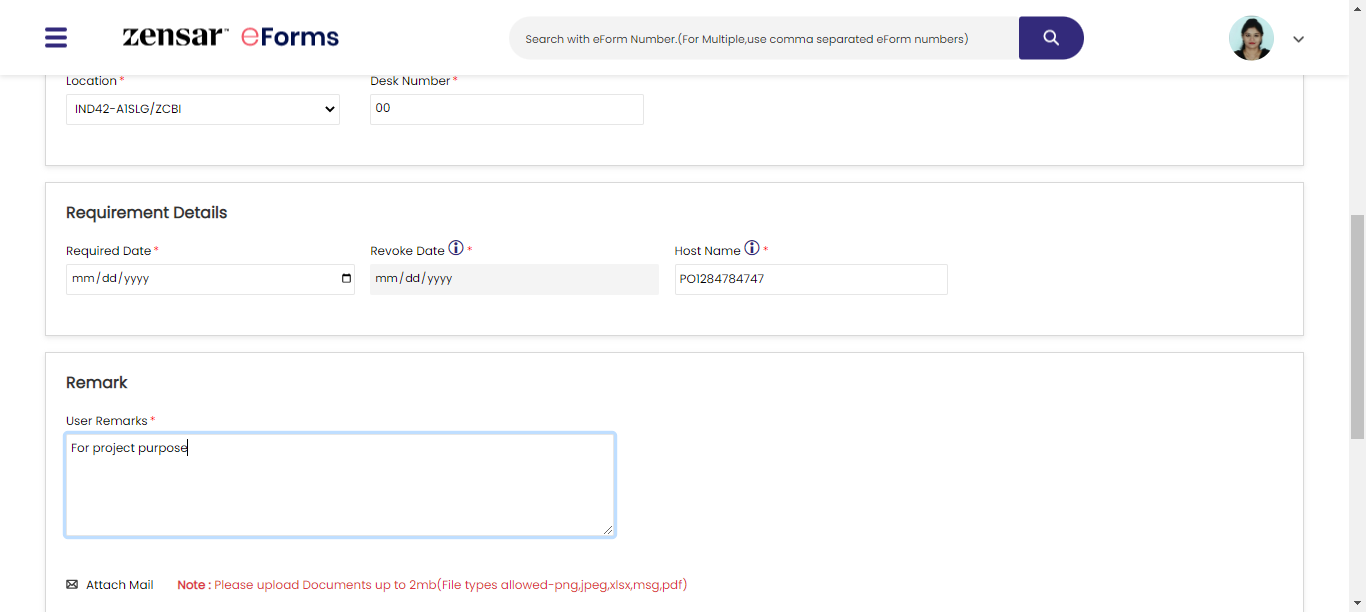 zensar™ eForms
Search with eForm Number.(For Multiple,use comma separated eForm numbers)
Location * Desk Number *
IND42-A1SLG/ZCBI 00
Requirement Details
Required Date * Revoke Date ⓘ * Host Name ⓘ *
mm/dd/yyyy mm/dd/yyyy PO1284784747
Remark
User Remarks *
For project purpose
Attach Mail Note : Please upload Documents up to 2mb(File types allowed-png,jpeg,xlsx,msg,pdf)